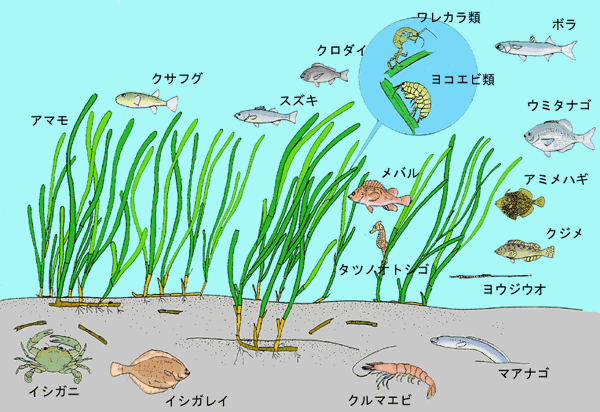 ワレカラ類
ボラ
クロダイ
ヨコエビ類
クサフグ
スズキ
ウミタナゴ
アマモ
メバル
アミメハギ
クジメ
タツノオトシゴ
ヨウジウオ
イシガニ
イシガレイ
クルマエビ
マアナゴ